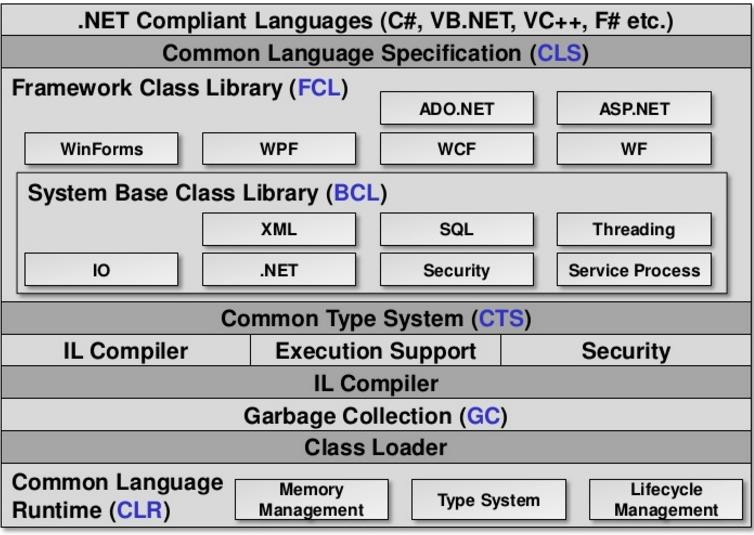 .NET Compliant Languages (C#, VB.NET, VC++, F# etc.)
Common Language Specification (CLS)
Framework Class Library (FCL)
ADO.NET
ASP.NET
WinForms
WPF
WCF
WF
System Base Class Library (BCL)
XML
SQL
Threading
IO
.NET
Security
Service Process
Common Type System (CTS)
IL Compiler
Execution Support
Security
IL Compiler
Garbage Collection (GC)
Class Loader
Common Language
Runtime (CLR)
Memory
Management
Type System
Lifecycle
Management